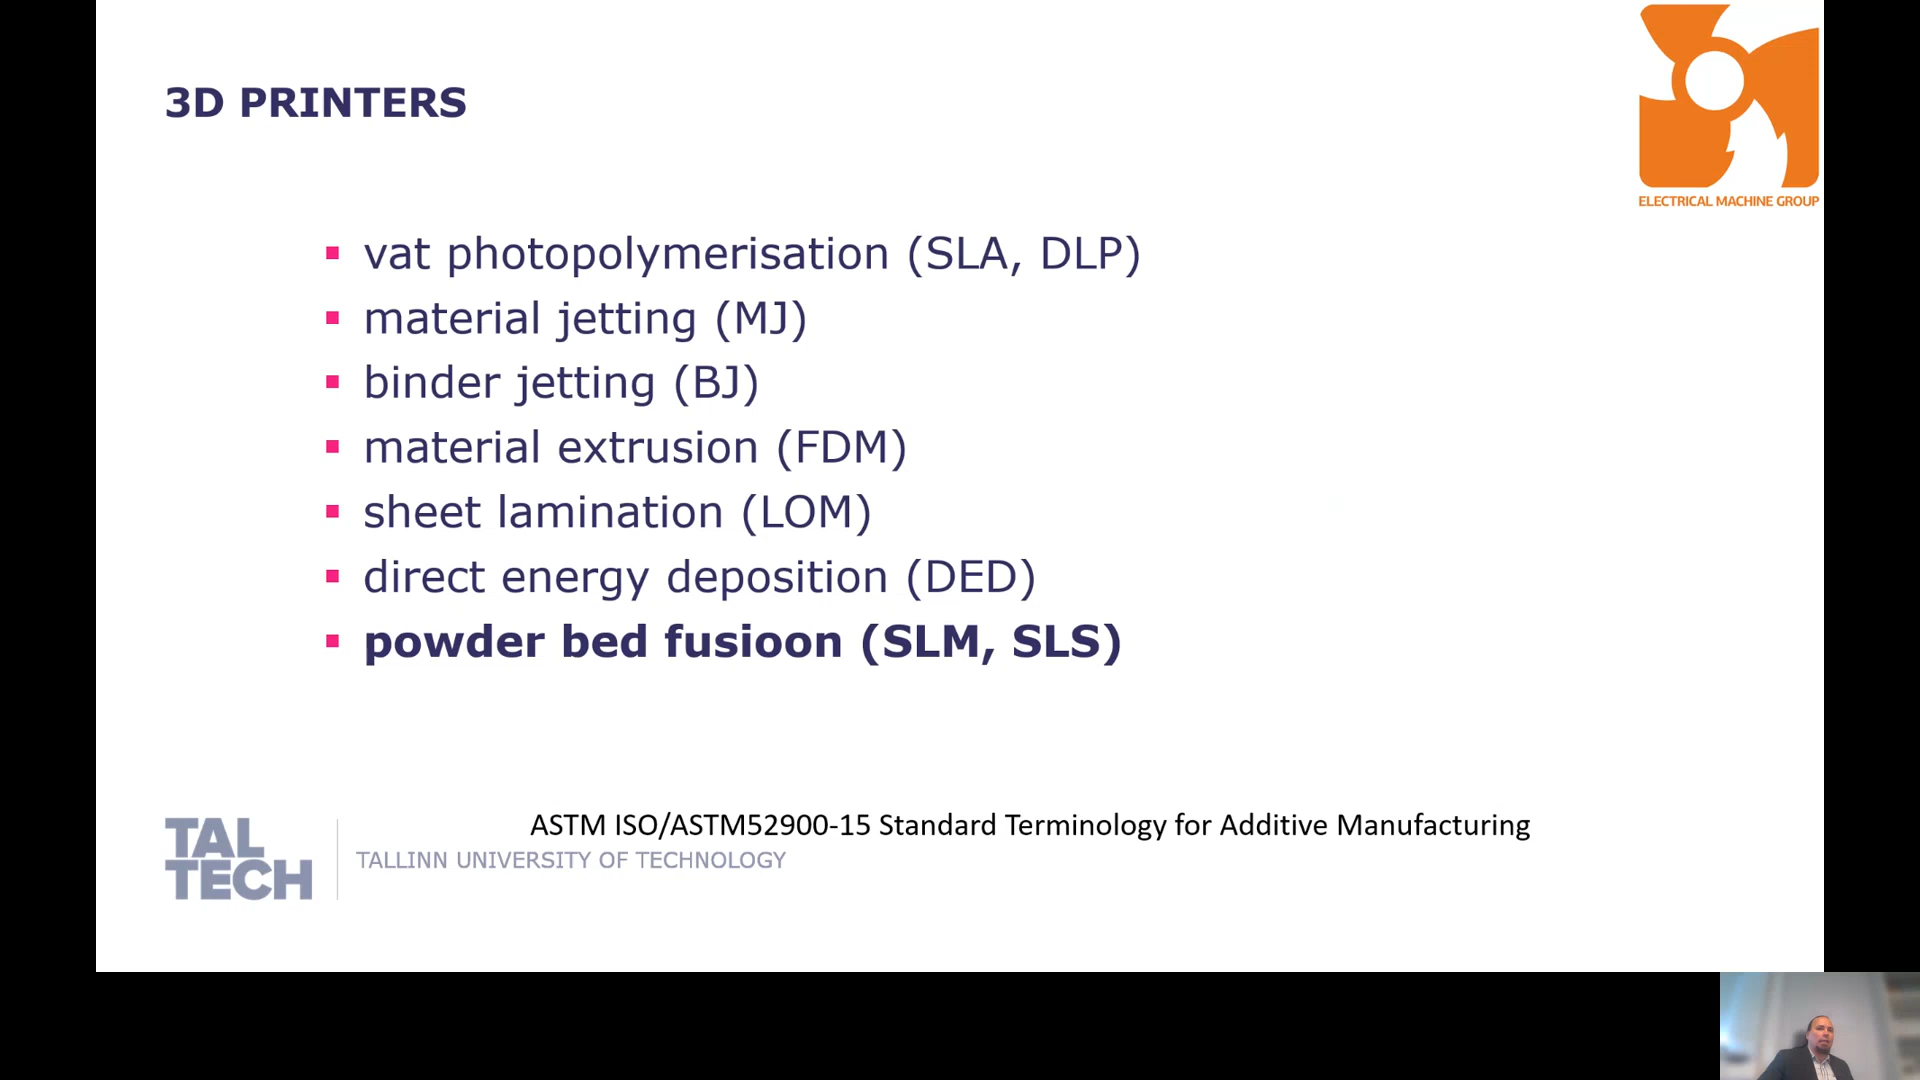 3D PRINTERS
ELECTRICAL MACHINE GROUP
vat photopolymerisation (SLA, DLP)
material jetting (MJ)
binder jetting (BJ)
material extrusion (FDM)
sheet lamination (LOM)
direct energy deposition (DED)
powder bed fusioon (SLM, SLS)
ASTM ISO/ASTM52900-15 Standard Terminology for Additive Manufacturing
TAL
TECH
TALLINN UNIVERSITY OF TECHNOLOGY